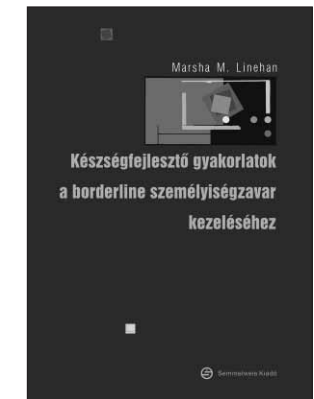 Marsha M. Linehan
Készségfejlesztő gyakorlatok
a borderline személyiségzavar
kezeléséhez
Semmelweis Kiadó